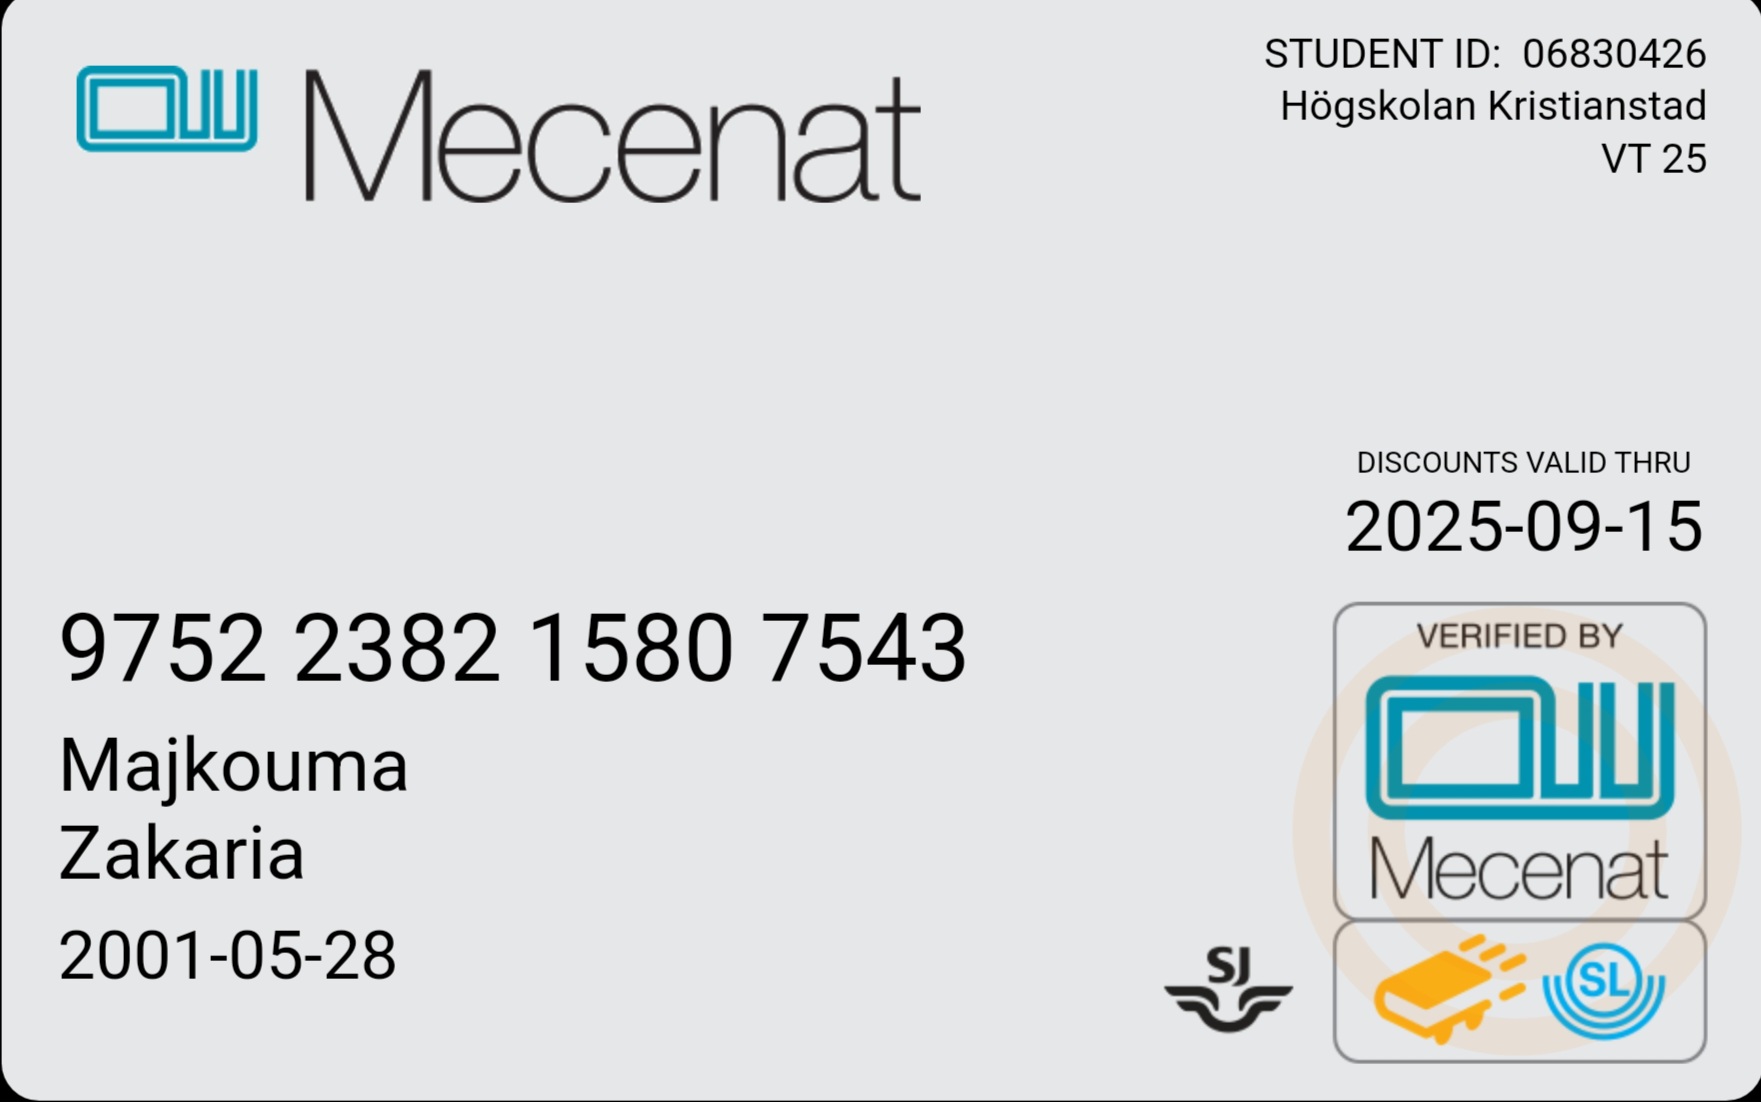 Mecenat
STUDENT ID: 06830426
Högskolan Kristianstad
VT 25
DISCOUNTS VALID THRU
2025-09-15
9752 2382 1580 7543
Majkouma
Zakaria
2001-05-28
VERIFIED BY
Mecenat
SJ
SL